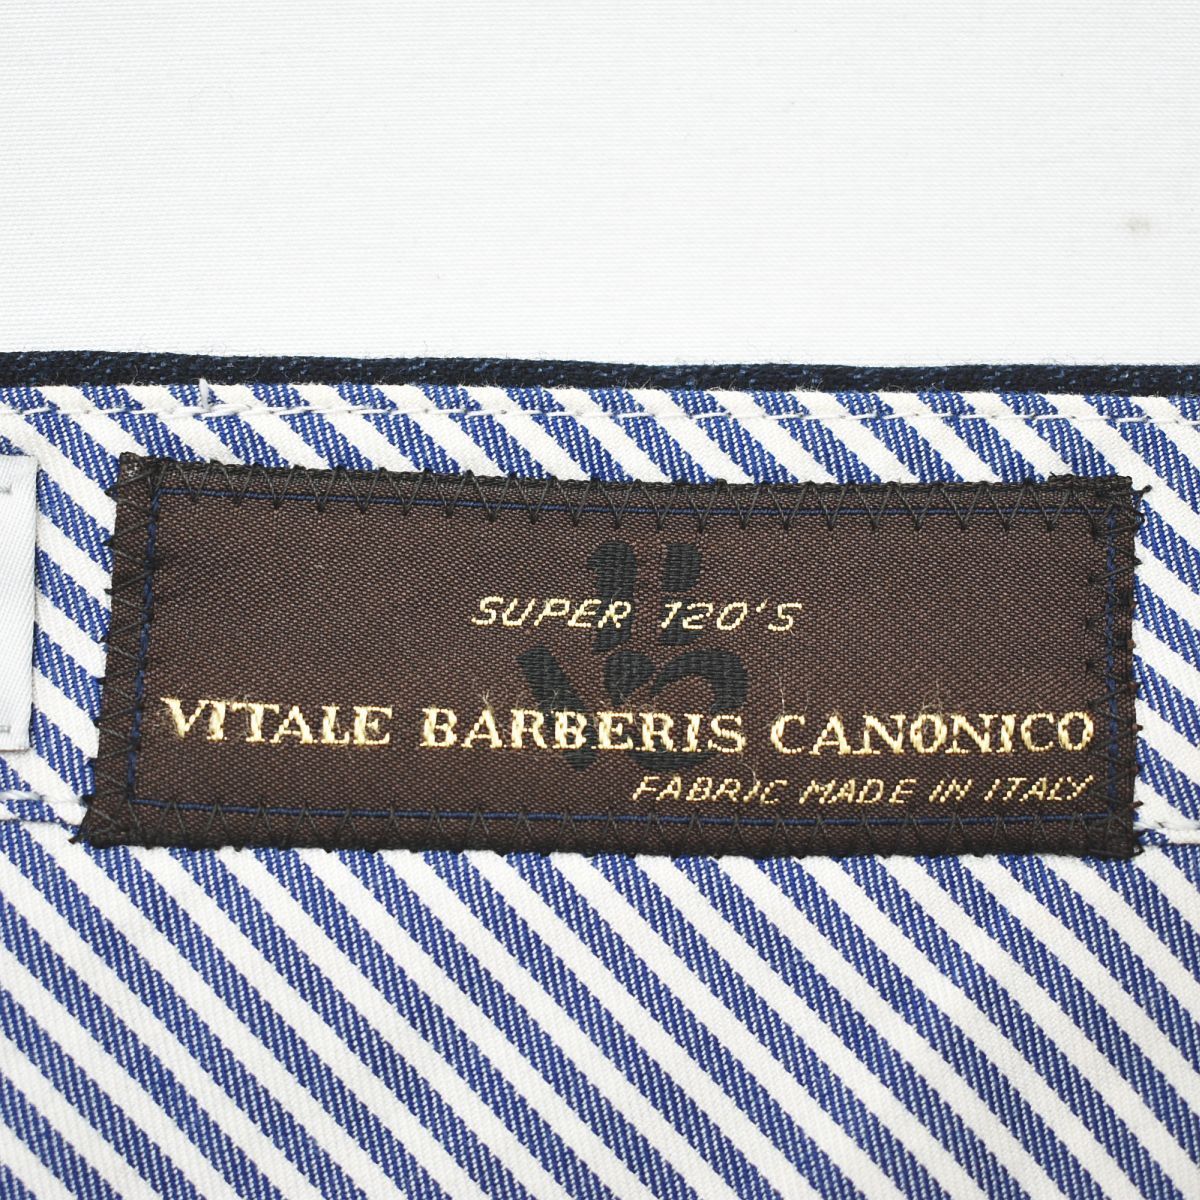 SUPER 120'S
VITALE BARBERIS CANONICO
FABRIC MADE IN ITALY